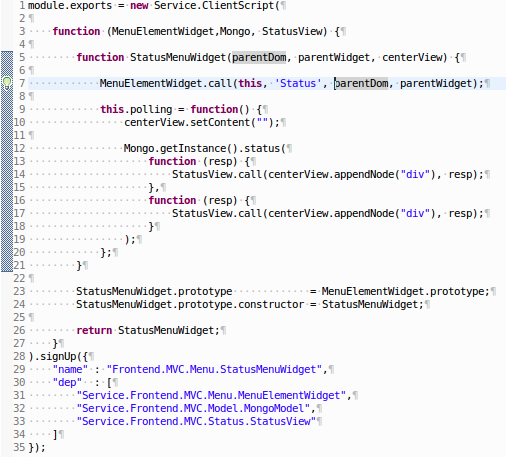 1 module.exports = new Service.ClientScript(¶
2 ¶
3     function (MenuElementWidget,Mongo, StatusView) {¶
4 ¶
5         function StatusMenuWidget(parentDom, parentWidget, centerView) {¶
6 ¶
7             MenuElementWidget.call(this, 'Status', parentDom, parentWidget);¶
8 ¶
9             this.polling = function() {¶
10                 centerView.setContent("");¶
11 ¶
12                 Mongo.getInstance().status(¶
13                     function (resp) {¶
14                         StatusView.call(centerView.appendNode("div"), resp);¶
15                     },¶
16                     function (resp) {¶
17                         StatusView.call(centerView.appendNode("div"), resp);¶
18                     }¶
19                 );¶
20             };¶
21         }¶
22 ¶
23         StatusMenuWidget.prototype             = MenuElementWidget.prototype;¶
24         StatusMenuWidget.prototype.constructor = StatusMenuWidget;¶
25 ¶
26         return StatusMenuWidget;¶
27     }¶
28 ).signUp({¶
29     "name" : "Frontend.MVC.Menu.StatusMenuWidget",¶
30     "dep"  : [¶
31         "Service.Frontend.MVC.Menu.MenuElementWidget",¶
32         "Service.Frontend.MVC.Model.MongoModel",¶
33         "Service.Frontend.MVC.Status.StatusView"¶
34     ]¶
35 });¶